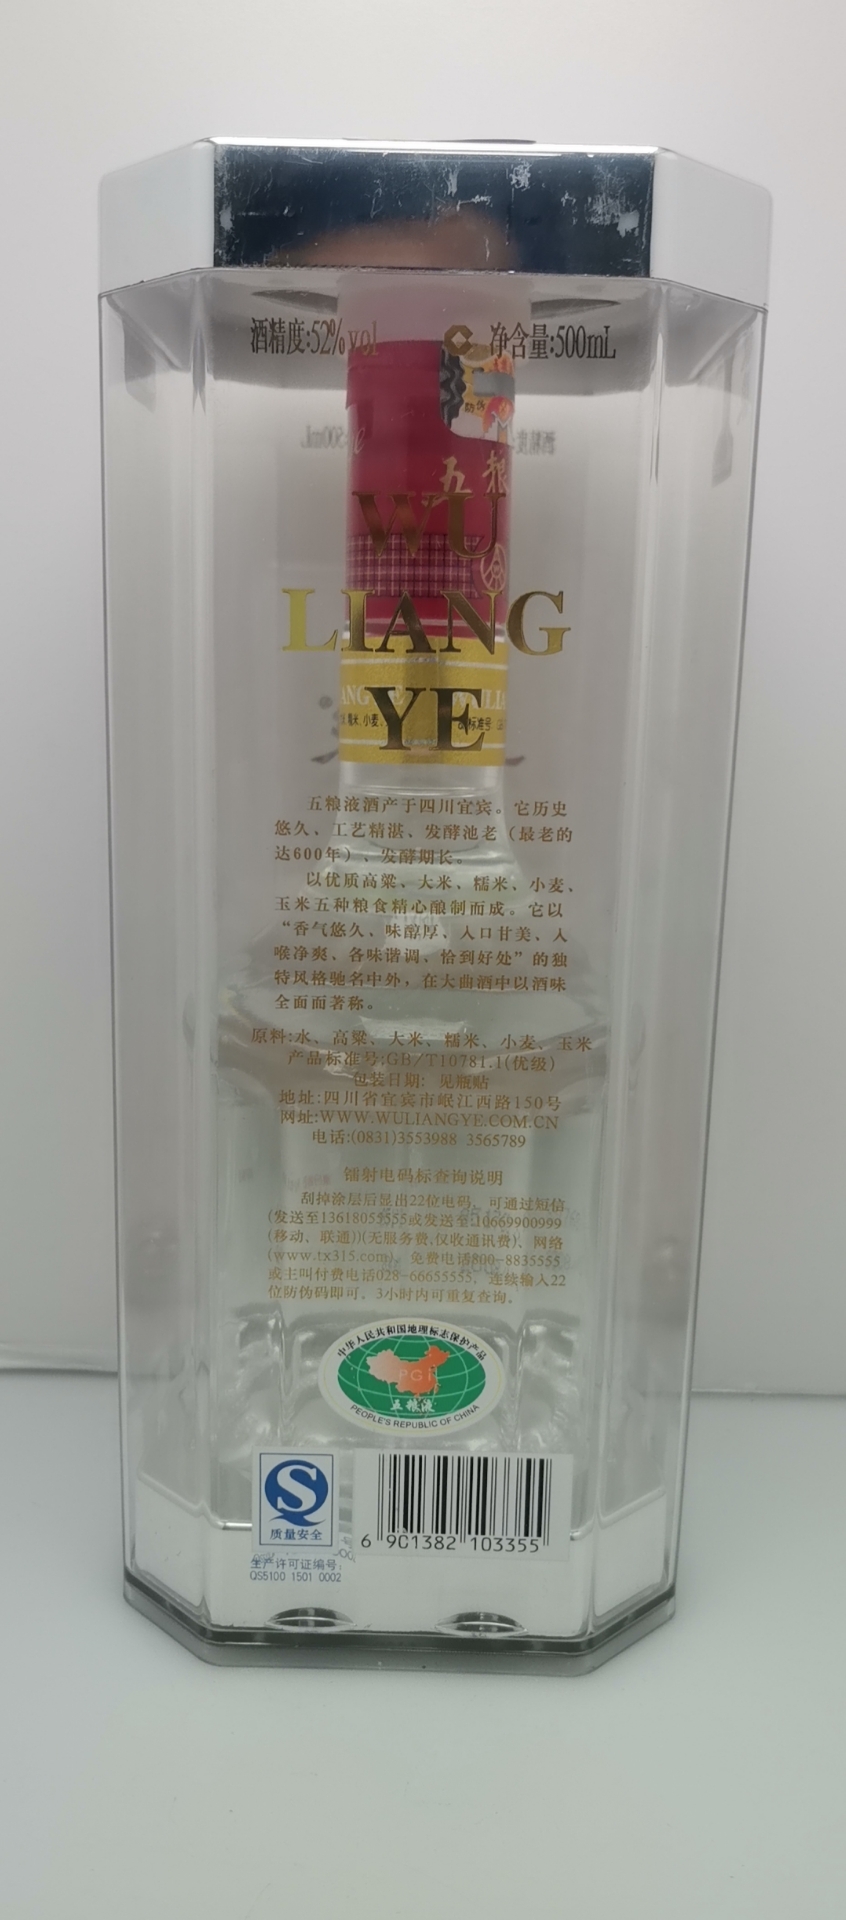 酒精度:52%vol 净含量:500mL
防伪
五粮
WU
LIANG
YE
五粮液酒产于四川宜宾。它历史
悠久、工艺精湛、发酵池老（最老的
达600年）、发酵期长。
以优质高粱、大米、糯米、小麦、
玉米五种粮食精心酿制而成。它以
“香气悠久、味醇厚、入口甘美、入
喉净爽、各味谐调、恰到好处”的独
特风格驰名中外，在大曲酒中以酒味
全面而著称。
原料:水、高粱、大米、糯米、小麦、玉米
产品标准号:GB/T10781.1(优级)
包装日期: 见瓶贴
地址:四川省宜宾市岷江西路150号
网址:WWW.WULIANGYE.COM.CN
电话:(0831)3553988 3565789
镭射电码标查询说明
刮掉涂层后显出22位电码，可通过短信
(发送至13618055555或发送至:10669900999
(移动、联通))(无服务费,仅收通讯费)、网络
(www.tx315.com)、免费电话800-8835555
或主叫付费电话028-66655555，连续输入22
位防伪码即可。3小时内可重复查询。
中华人民共和国地理标志保护产品
PGI
五粮液
PEOPLE'S REPUBLIC OF CHINA
质量安全
生产许可证编号:
QS5100 1501 0002
6 901382 103355